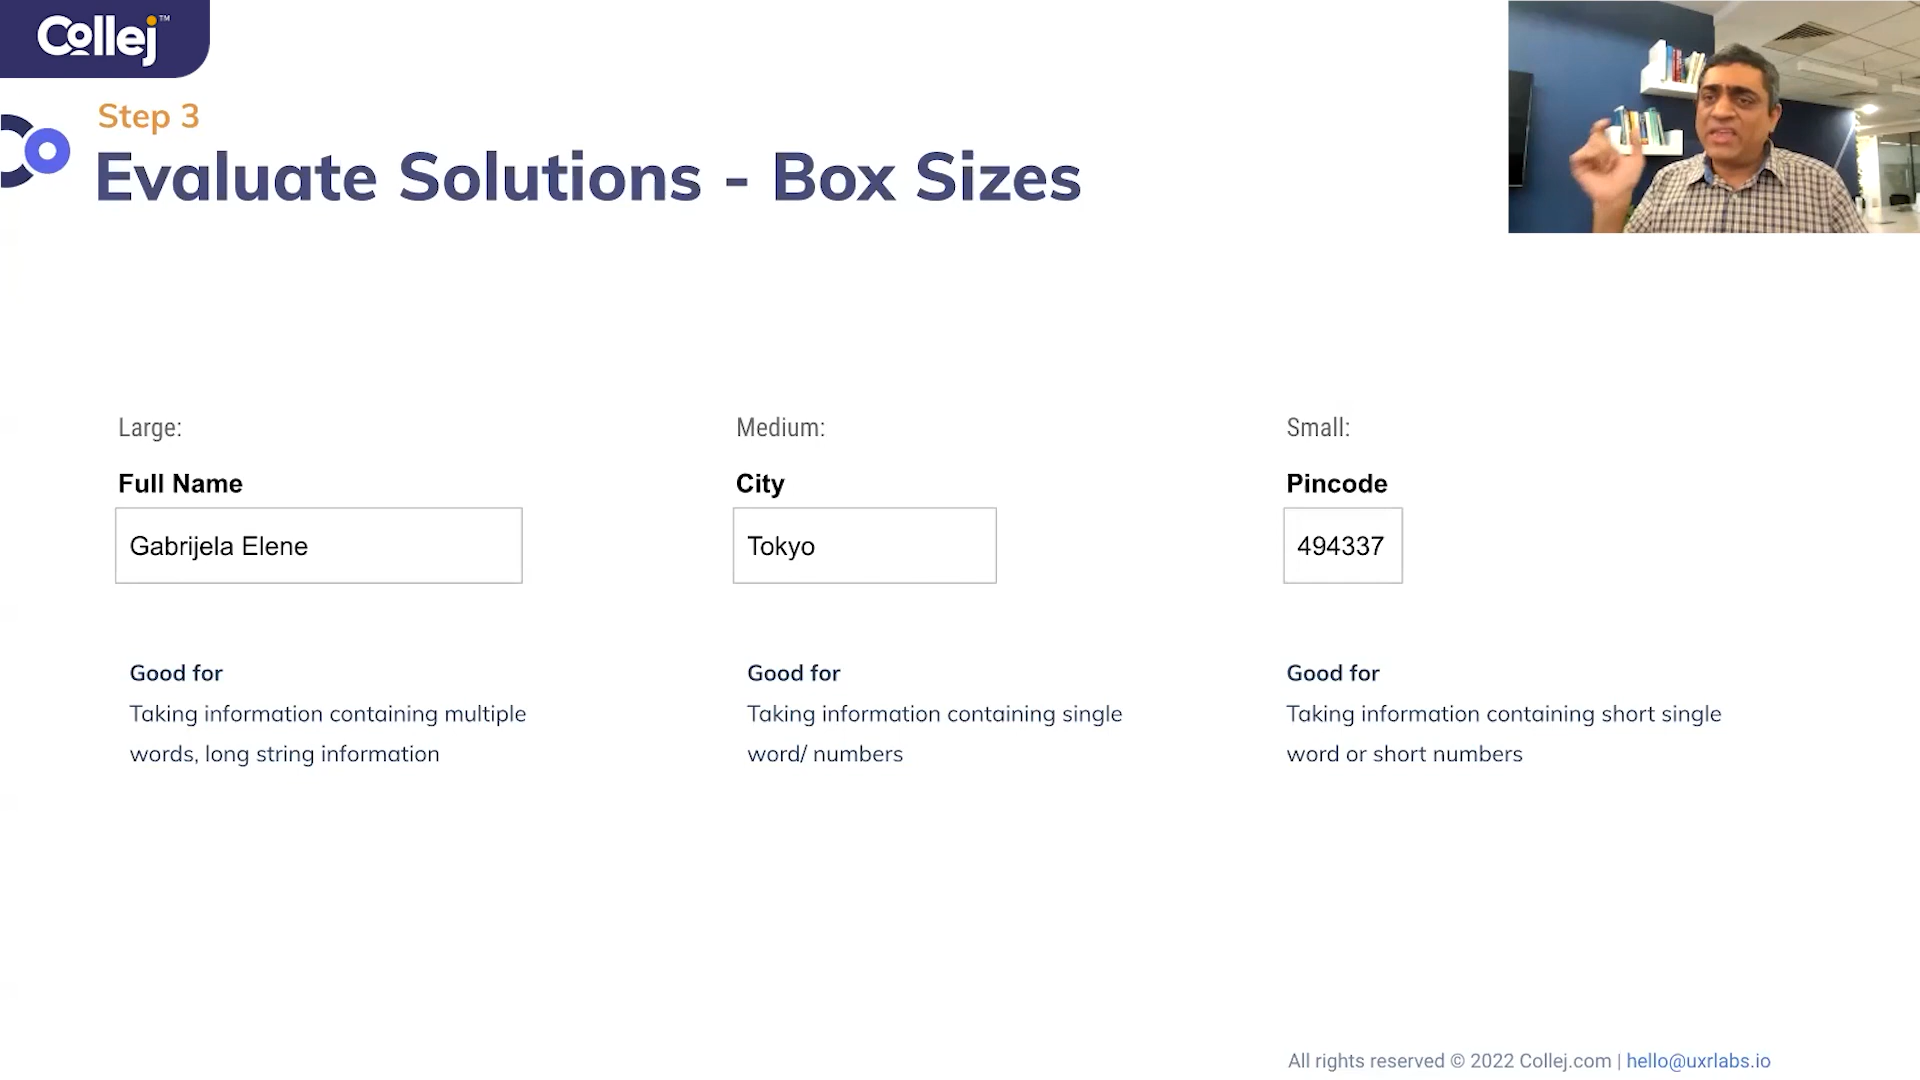 Collej™
Step 3
Evaluate Solutions - Box Sizes
Large:
Full Name
Gabrijela Elene
Good for
Taking information containing multiple
words, long string information
Medium:
City
Tokyo
Good for
Taking information containing single
word/ numbers
Small:
Pincode
494337
Good for
Taking information containing short single
word or short numbers
All rights reserved © 2022 Collej.com | hello@uxrlabs.io